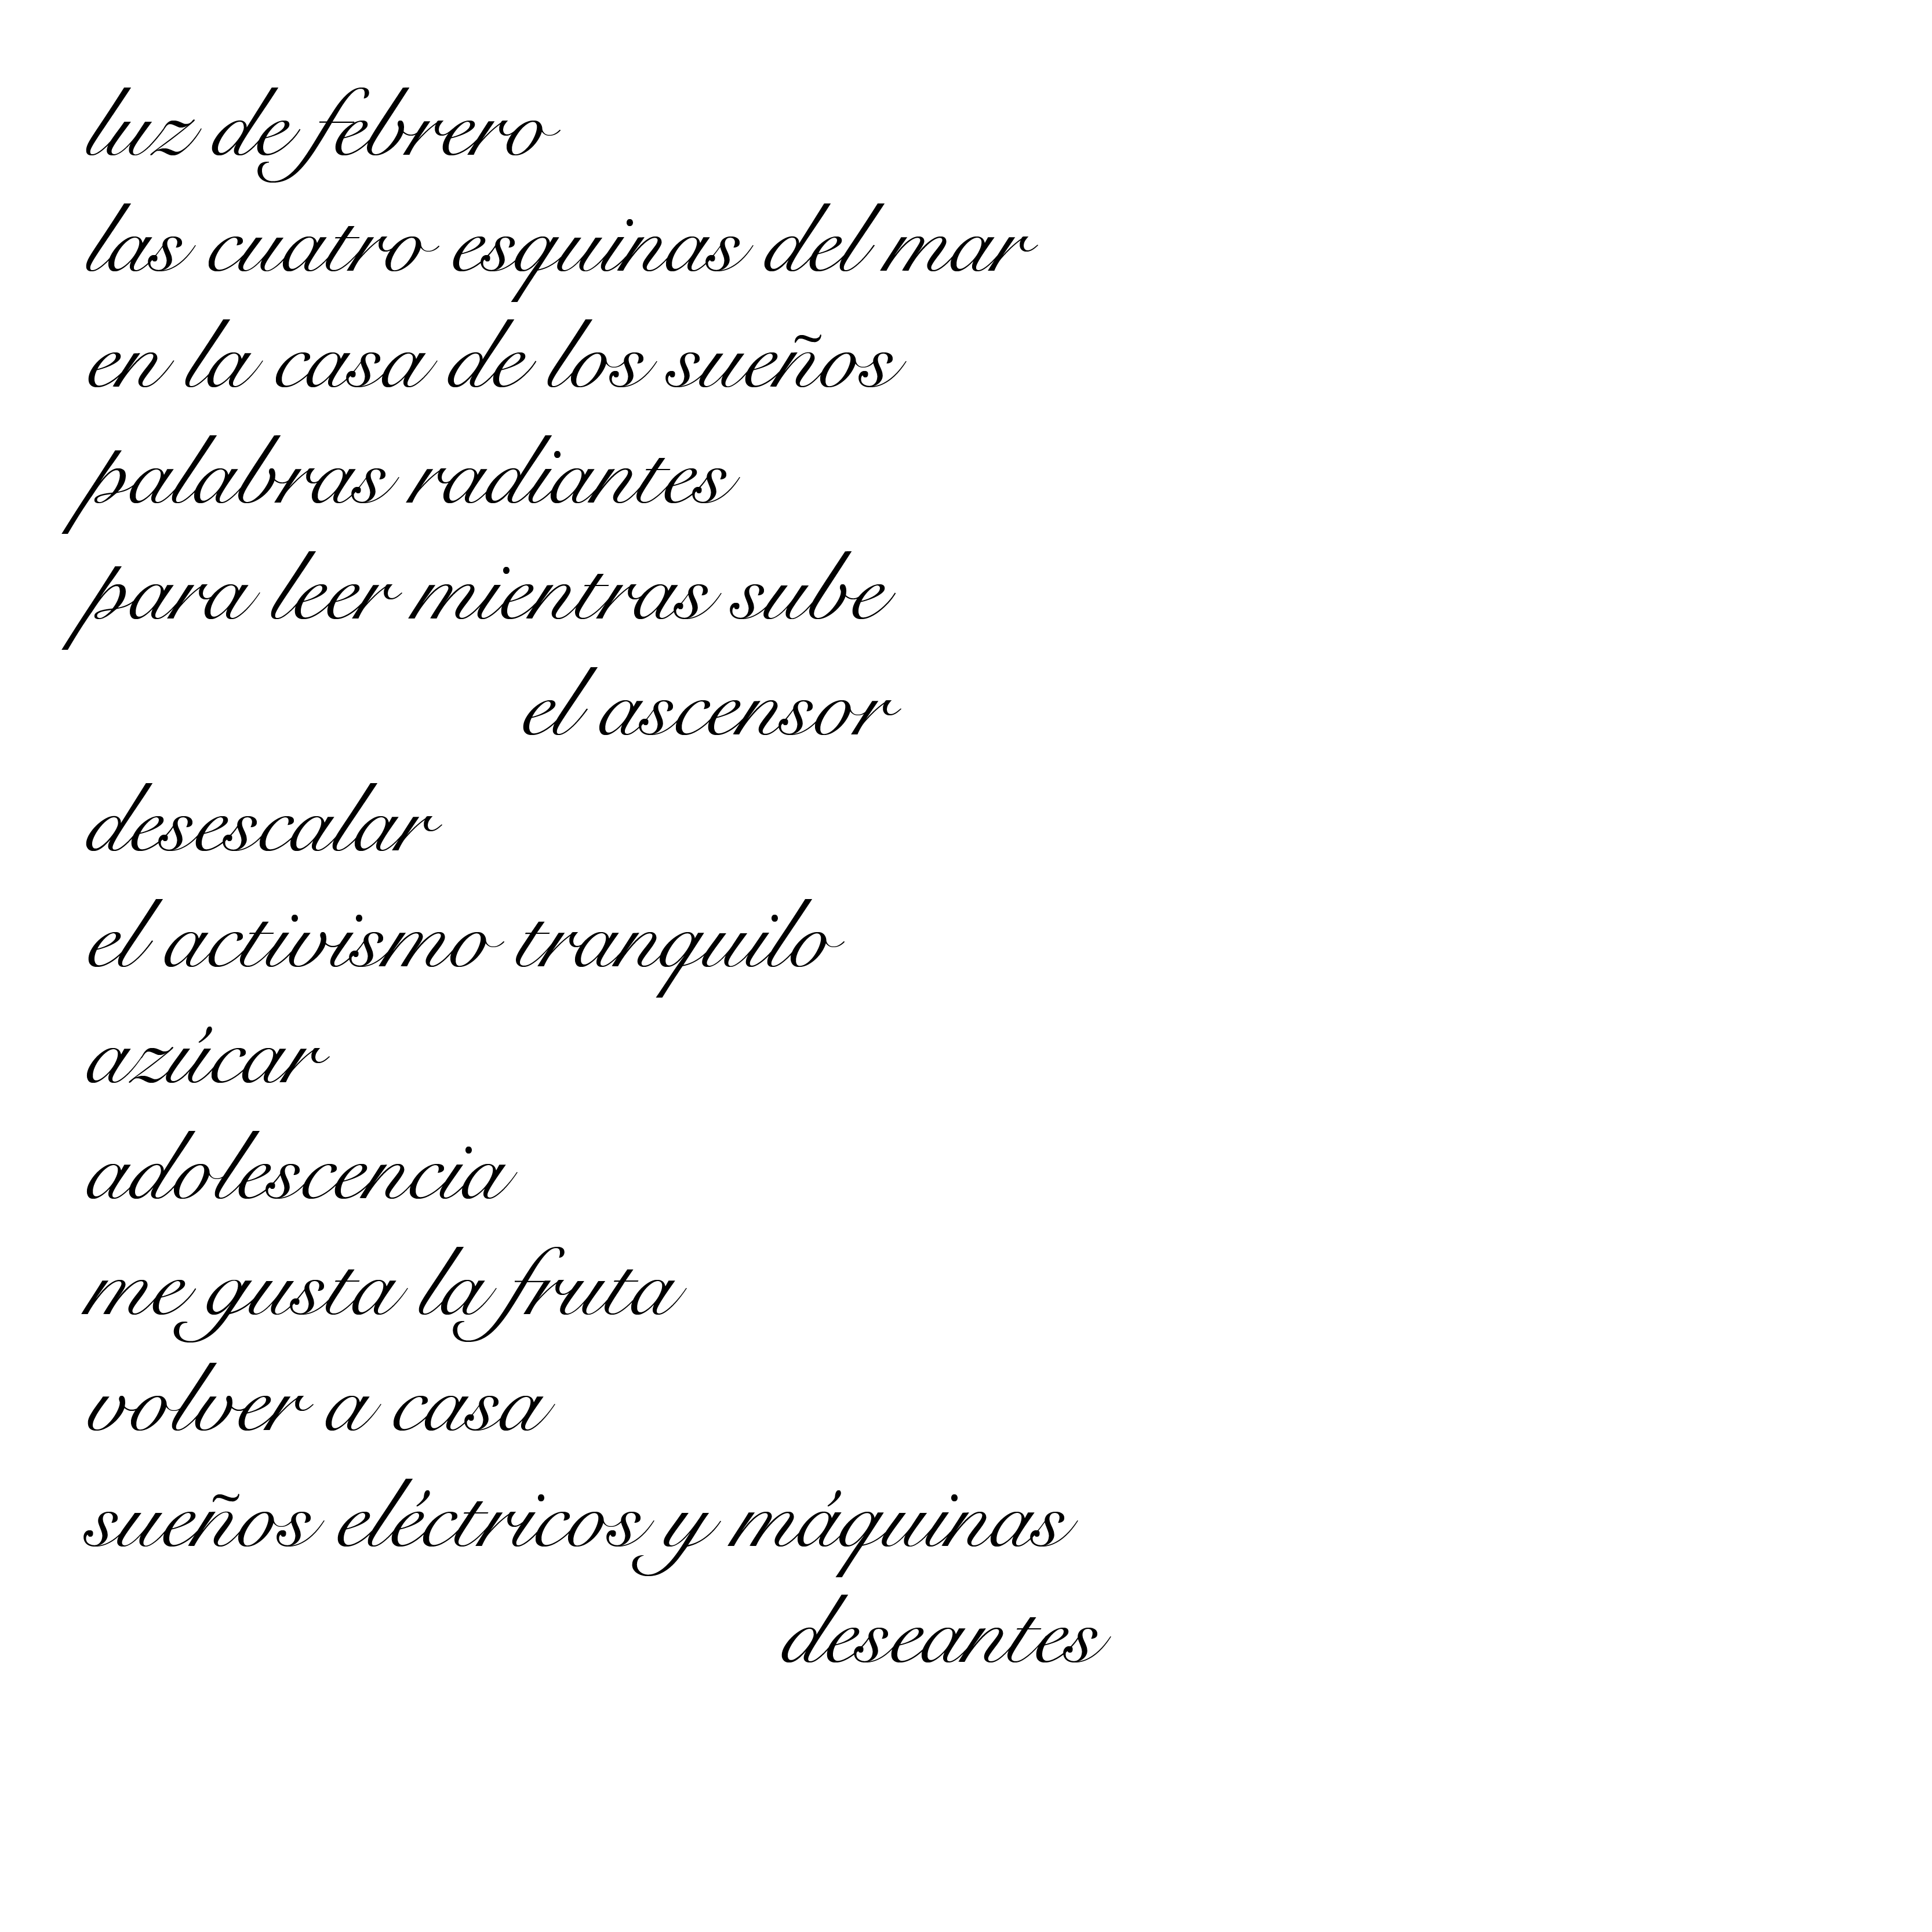 luz de febrero
las cuatro esquinas del mar
en la casa de los sueños
palabras radiantes
para leer mientras sube
el ascensor
desescalar
el activismo tranquilo
azúcar
adolescencia
me gusta la fruta
volver a casa
sueños eléctricos y máquinas
deseantes